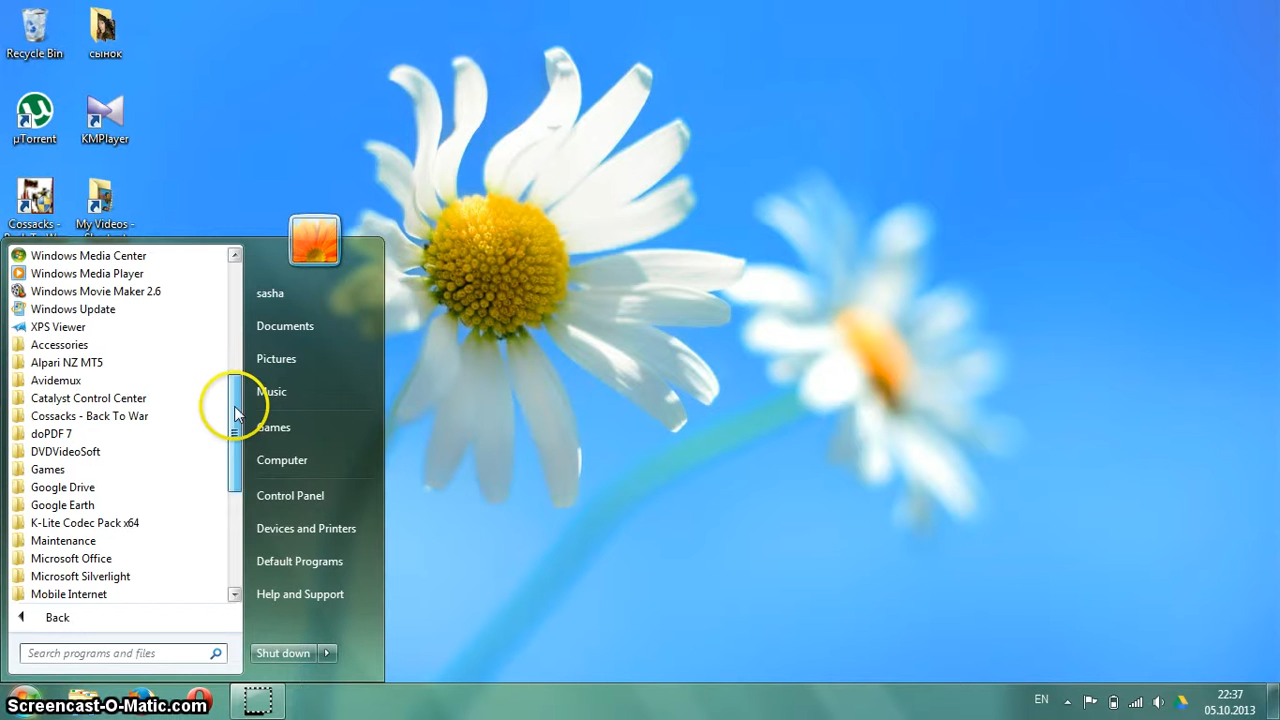 Recycle Bin
сынок
µTorrent
KMPlayer
Cossacks -
My Videos -
Windows Media Center
Windows Media Player
Windows Movie Maker 2.6
Windows Update
XPS Viewer
Accessories
Alpari NZ MT5
Avidemux
Catalyst Control Center
Cossacks - Back To War
doPDF 7
DVDVideoSoft
Games
Google Drive
Google Earth
K-Lite Codec Pack x64
Maintenance
Microsoft Office
Microsoft Silverlight
Mobile Internet
Back
Search programs and files
sasha
Documents
Pictures
Music
Games
Computer
Control Panel
Devices and Printers
Default Programs
Help and Support
Shut down
Screencast-O-Matic.com
EN
22:37
05.10.2013